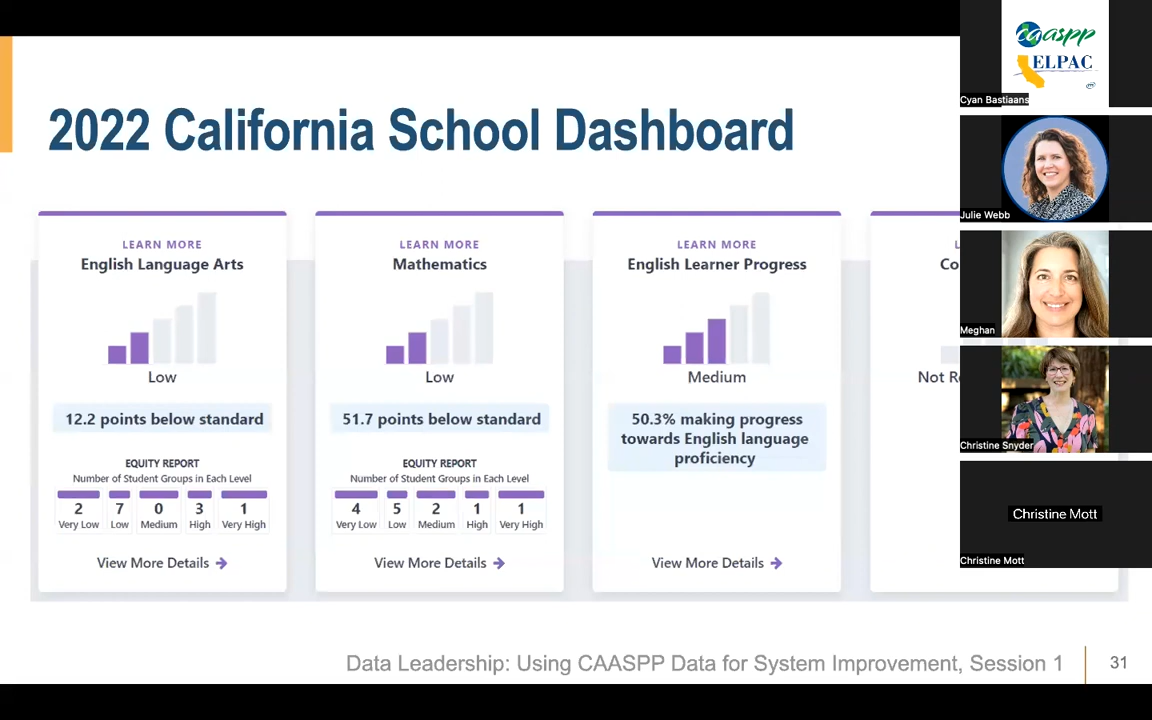 2022 California School Dashboard
LEARN MORE
English Language Arts
Low
12.2 points below standard
EQUITY REPORT
Number of Student Groups in Each Level
2 7 0 3 1
Very Low Low Medium High Very High
View More Details
LEARN MORE
Mathematics
Low
51.7 points below standard
EQUITY REPORT
Number of Student Groups in Each Level
4 5 2 1 1
Very Low Low Medium High Very High
View More Details
LEARN MORE
English Learner Progress
Medium
50.3% making progress
towards English language
proficiency
View More Details
Co
Not R
Data Leadership: Using CAASPP Data for System Improvement, Session 1
31
caaspp
ELPAC
Cyan Bastiaans
Julie Webb
Meghan
Christine Snyder
Christine Mott
Christine Mott